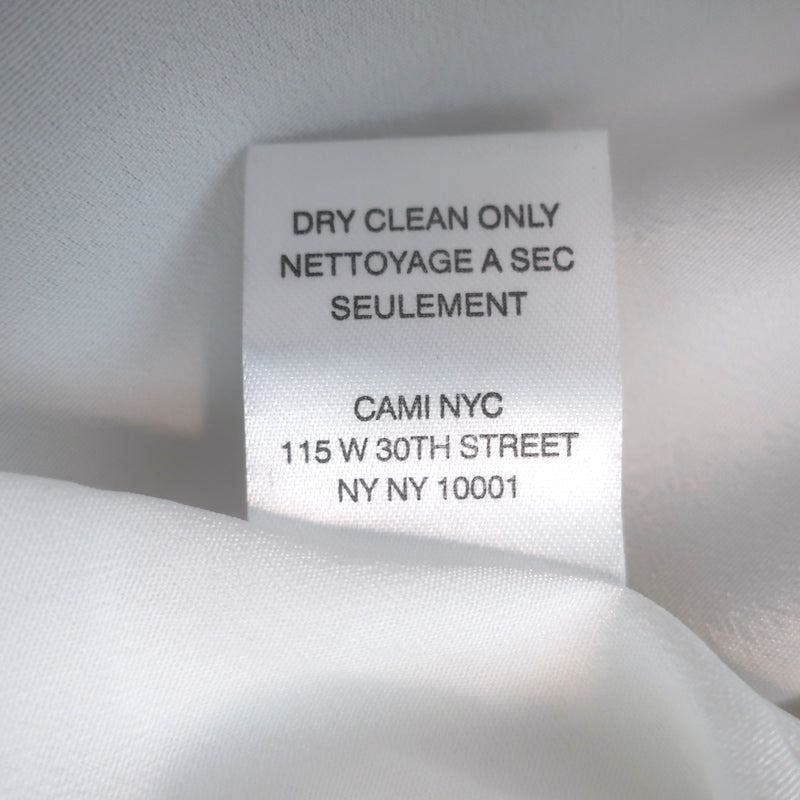 DRY CLEAN ONLY
NETTOYAGE A SEC
SEULEMENT
CAMI NYC
115 W 30TH STREET
NY NY 10001